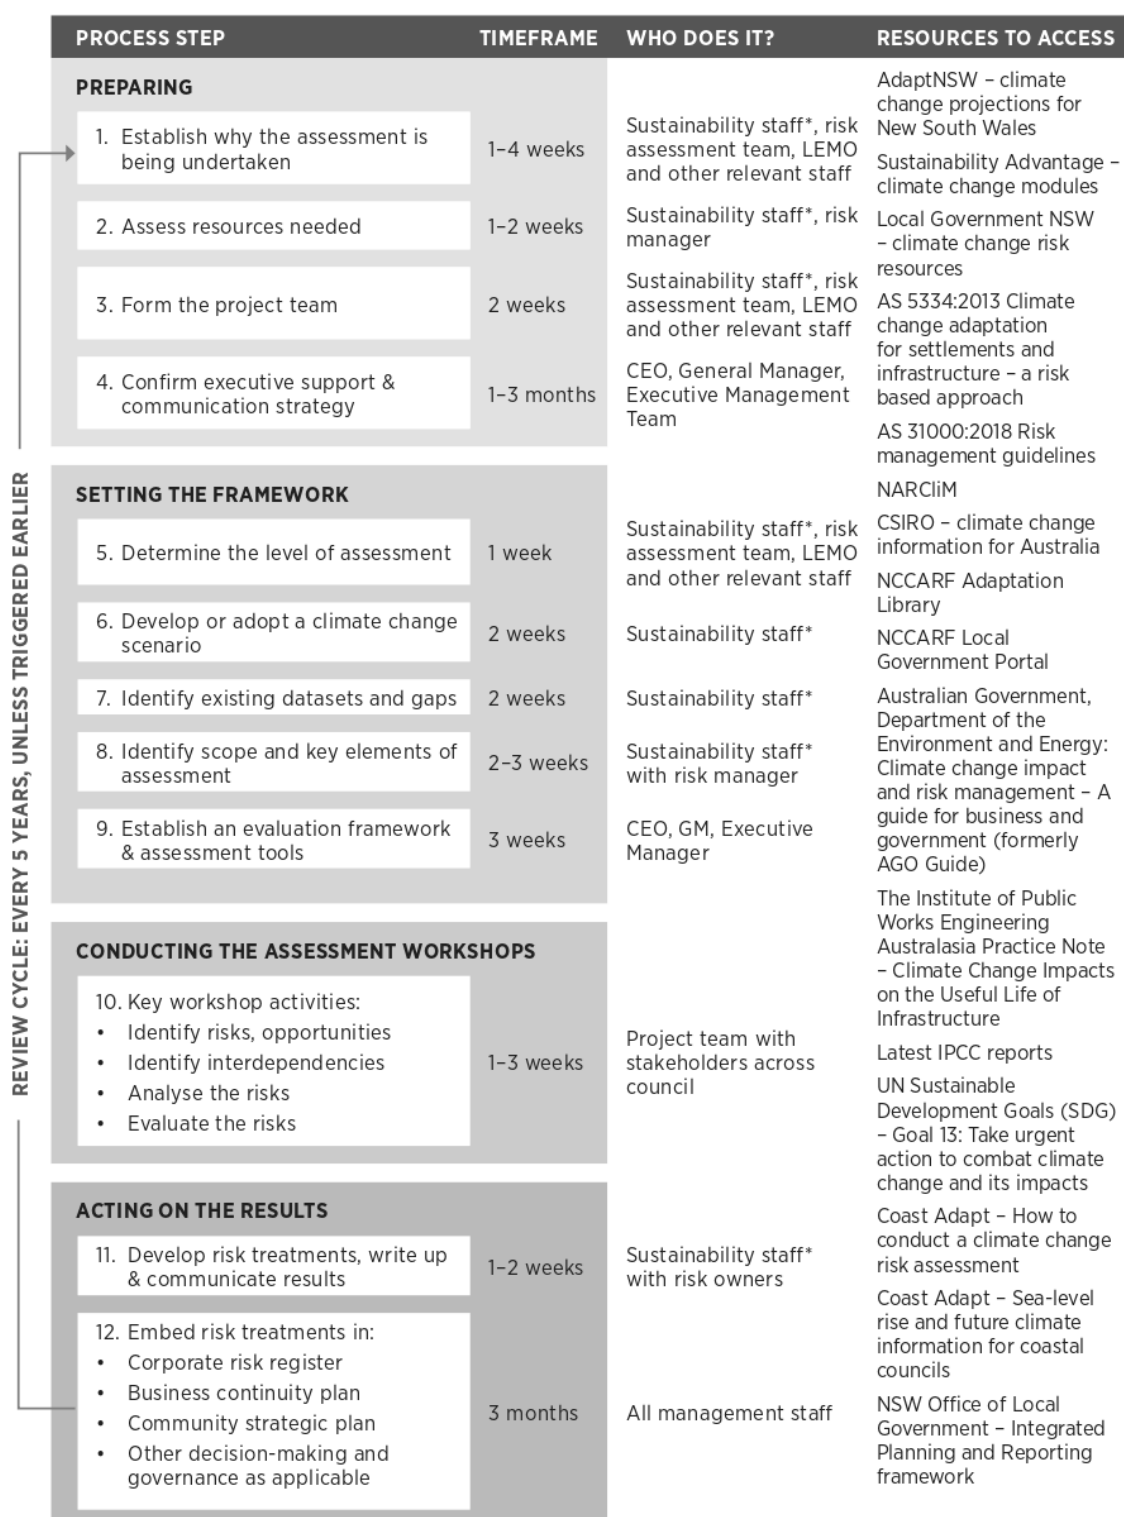 PROCESS STEP
TIMEFRAME
WHO DOES IT?
RESOURCES TO ACCESS
PREPARING
1. Establish why the assessment is
being undertaken
1–4 weeks
Sustainability staff*, risk
assessment team, LEMO
and other relevant staff
2. Assess resources needed
1–2 weeks
Sustainability staff*, risk
manager
3. Form the project team
2 weeks
Sustainability staff*, risk
assessment team, LEMO
and other relevant staff
4. Confirm executive support &
communication strategy
1–3 months
CEO, General Manager,
Executive Management
Team
SETTING THE FRAMEWORK
5. Determine the level of assessment
1 week
Sustainability staff*, risk
assessment team, LEMO
and other relevant staff
6. Develop or adopt a climate change
scenario
2 weeks
Sustainability staff*
7. Identify existing datasets and gaps
2 weeks
Sustainability staff*
8. Identify scope and key elements of
assessment
2–3 weeks
Sustainability staff*
with risk manager
9. Establish an evaluation framework
& assessment tools
3 weeks
CEO, GM, Executive
Manager
CONDUCTING THE ASSESSMENT WORKSHOPS
10. Key workshop activities:
• Identify risks, opportunities
• Identify interdependencies
• Analyse the risks
• Evaluate the risks
1–3 weeks
Project team with
stakeholders across
council
ACTING ON THE RESULTS
11. Develop risk treatments, write up
& communicate results
1–2 weeks
Sustainability staff*
with risk owners
12. Embed risk treatments in:
• Corporate risk register
• Business continuity plan
• Community strategic plan
• Other decision-making and
governance as applicable
3 months
All management staff
AdaptNSW – climate
change projections for
New South Wales
Sustainability Advantage –
climate change modules
Local Government NSW
– climate change risk
resources
AS 5334:2013 Climate
change adaptation
for settlements and
infrastructure – a risk
based approach
AS 31000:2018 Risk
management guidelines
NARCliM
CSIRO – climate change
information for Australia
NCCARF Adaptation
Library
NCCARF Local
Government Portal
Australian Government,
Department of the
Environment and Energy:
Climate change impact
and risk management – A
guide for business and
government (formerly
AGO Guide)
The Institute of Public
Works Engineering
Australasia Practice Note
– Climate Change Impacts
on the Useful Life of
Infrastructure
Latest IPCC reports
UN Sustainable
Development Goals (SDG)
– Goal 13: Take urgent
action to combat climate
change and its impacts
Coast Adapt – How to
conduct a climate change
risk assessment
Coast Adapt – Sea-level
rise and future climate
information for coastal
councils
NSW Office of Local
Government – Integrated
Planning and Reporting
framework
REVIEW CYCLE: EVERY 5 YEARS, UNLESS TRIGGERED EARLIER